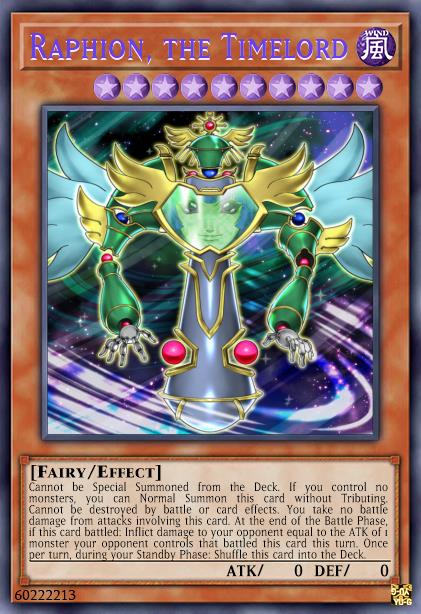 Raphion, the Timelord
WIND
風
[Fairy/Effect]
Cannot be Special Summoned from the Deck. If you control no
monsters, you can Normal Summon this card without Tributing.
Cannot be destroyed by battle or card effects. You take no battle
damage from attacks involving this card. At the end of the Battle Phase,
if this card battled: Inflict damage to your opponent equal to the ATK of 1
monster your opponent controls that battled this card this turn. Once
per turn, during your Standby Phase: Shuffle this card into the Deck.
ATK/ 0 DEF/ 0
60222213